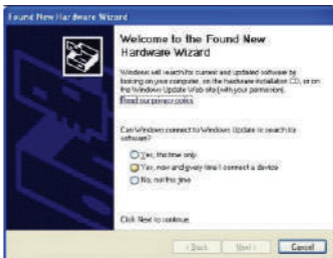 Found New Hardware Wizard
Welcome to the Found New
Hardware Wizard
Windows will search for current and updated software by
looking on your computer, on the hardware installation CD, or on
the Windows Update Web site (with your permission).
Read our privacy policy
Can Windows connect to Windows Update to search for
software?
Yes, this time only
Yes, now and every time I connect a device
No, not this time
Click Next to continue.
< Back
Next >
Cancel